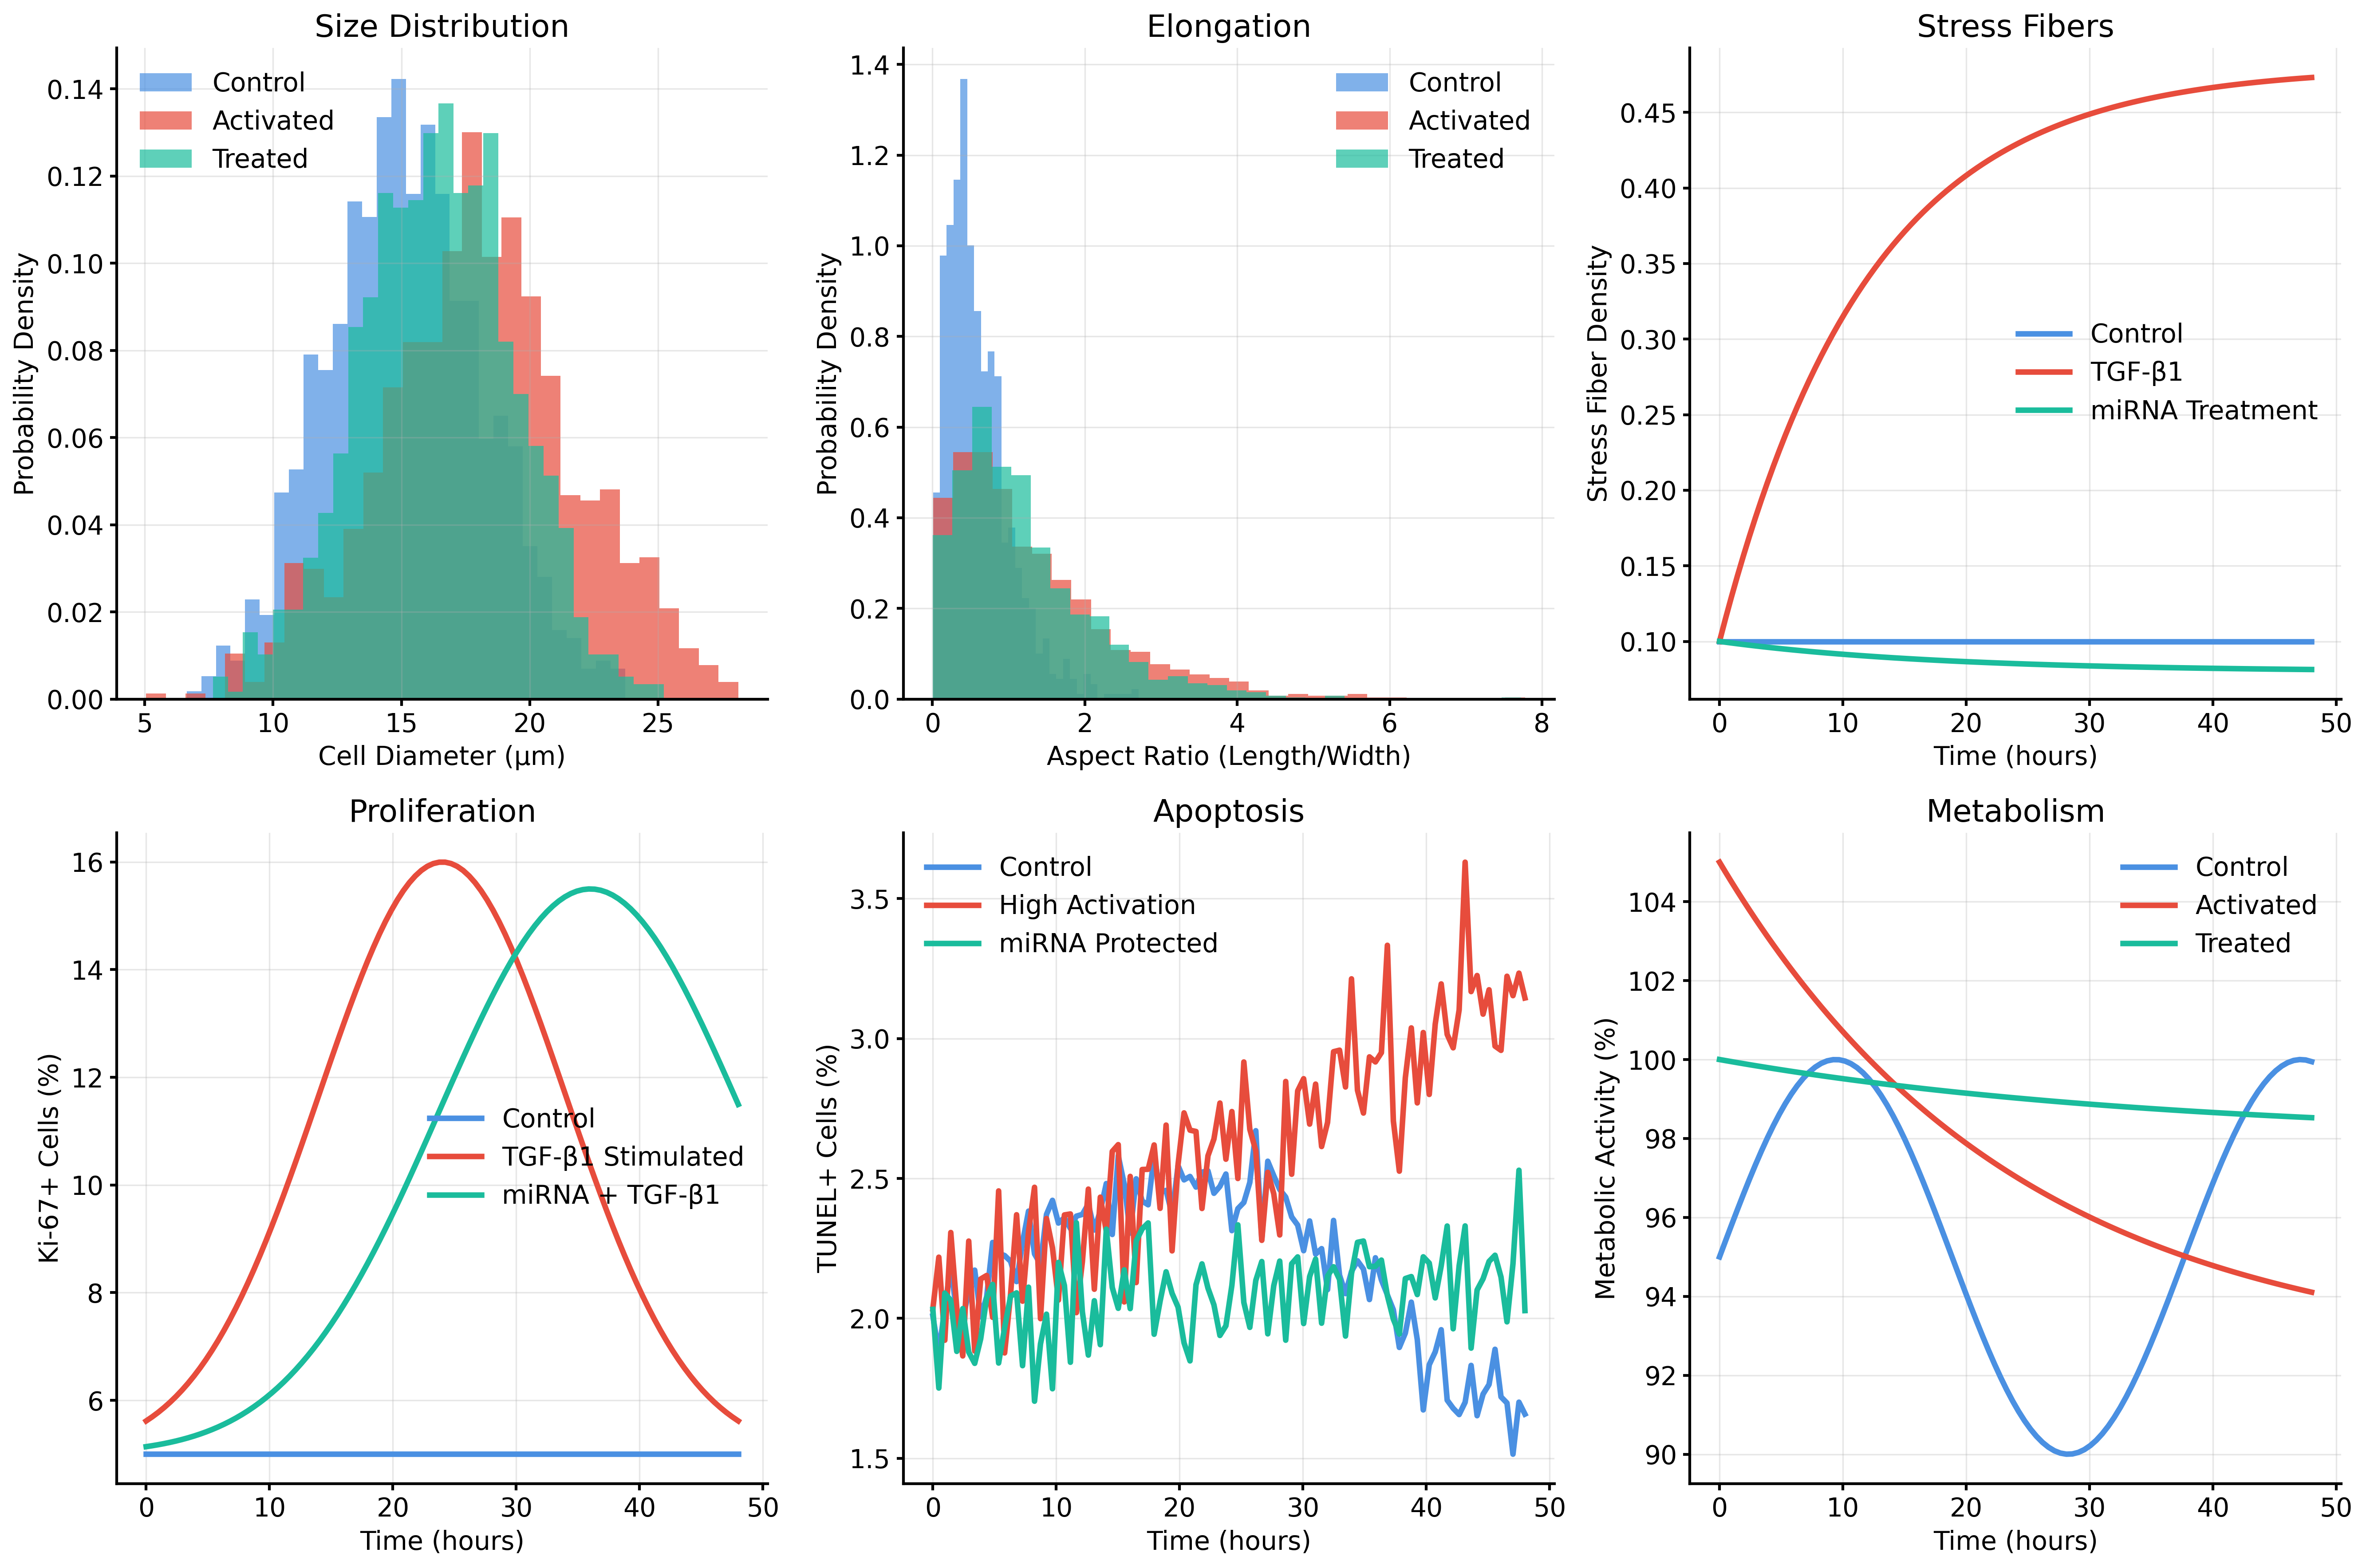 Size Distribution
Probability Density
0.14
0.12
0.10
0.08
0.06
0.04
0.02
0.00
Control
Activated
Treated
5
10
15
20
25
Cell Diameter (μm)
Elongation
Probability Density
1.4
1.2
1.0
0.8
0.6
0.4
0.2
0.0
Control
Activated
Treated
0
2
4
6
8
Aspect Ratio (Length/Width)
Stress Fibers
Stress Fiber Density
0.45
0.40
0.35
0.30
0.25
0.20
0.15
0.10
Control
TGF-β1
miRNA Treatment
0
10
20
30
40
50
Time (hours)
Proliferation
Ki-67+ Cells (%)
16
14
12
10
8
6
Control
TGF-β1 Stimulated
miRNA + TGF-β1
0
10
20
30
40
50
Time (hours)
Apoptosis
TUNEL+ Cells (%)
3.5
3.0
2.5
2.0
1.5
Control
High Activation
miRNA Protected
0
10
20
30
40
50
Time (hours)
Metabolism
Metabolic Activity (%)
104
102
100
98
96
94
92
90
Control
Activated
Treated
0
10
20
30
40
50
Time (hours)